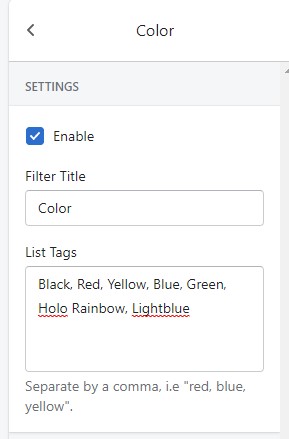 Color
SETTINGS
Enable
Filter Title
Color
List Tags
Black, Red, Yellow, Blue, Green,
Holo Rainbow, Lightblue
Separate by a comma, i.e "red, blue,
yellow".